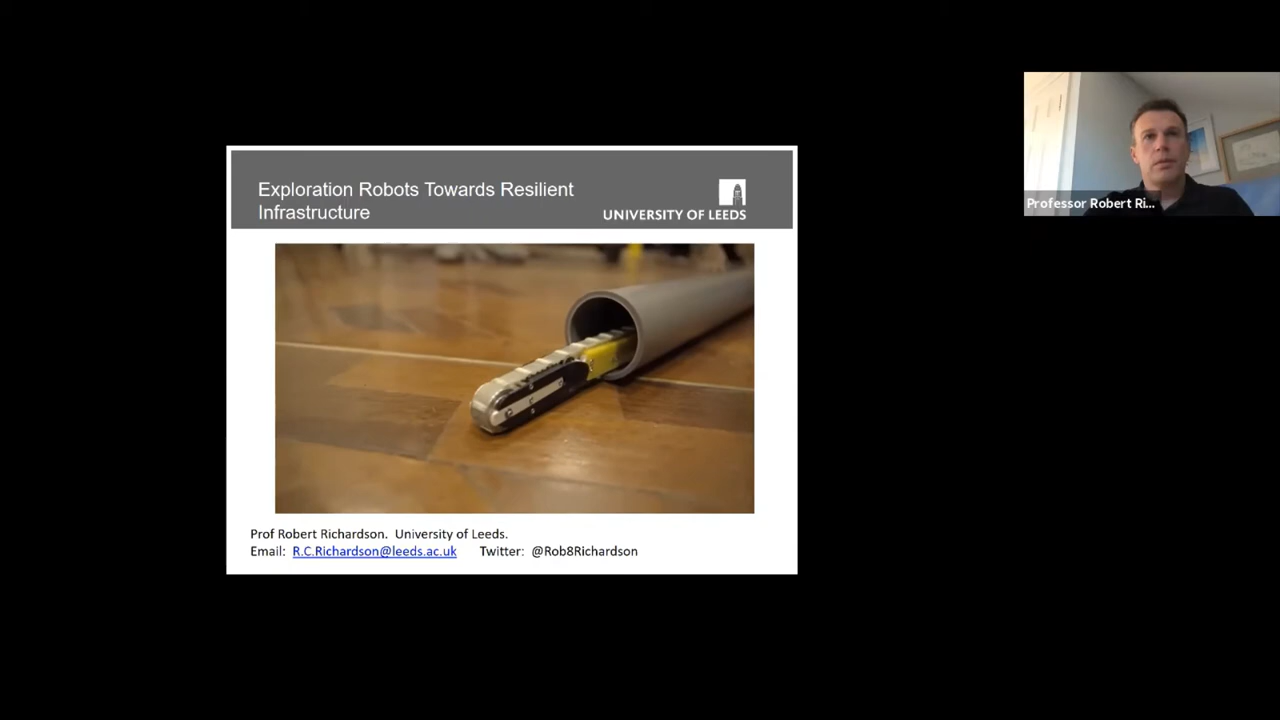 Exploration Robots Towards Resilient
Infrastructure
UNIVERSITY OF LEEDS
Professor Robert Ri...
Prof Robert Richardson. University of Leeds.
Email: R.C.Richardson@leeds.ac.uk Twitter: @Rob8Richardson